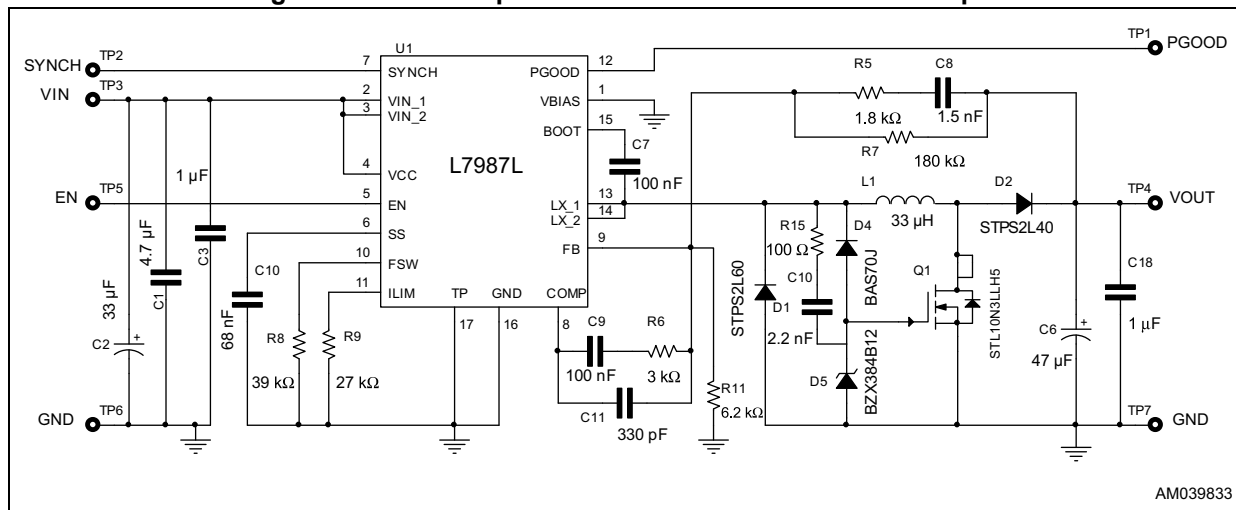 U1
SYNCH
TP2
7
SYNCH
PGOOD
12
TP1
PGOOD
VIN
TP3
2
VIN_1
3
VIN_2
VBIAS
1
BOOT
15
R5
C8
1.8 kΩ
1.5 nF
R7
180 kΩ
4
VCC
L7987L
C7
100 nF
1 µF
4.7 µF
C3
C1
33 µF
C2
+
EN
TP5
5
EN
LX_1
13
LX_2
14
L1
33 µH
D2
STPS2L40
TP4
VOUT
6
SS
FB
9
10
FSW
11
ILIM
C10
68 nF
R8
39 kΩ
R9
27 kΩ
TP
GND
COMP
17
16
8
C9
100 nF
R6
3 kΩ
C11
330 pF
R11
6.2 kΩ
STPS2L60
D1
R15
100 Ω
C10
2.2 nF
D4
BAS70J
D5
BZX384B12
Q1
STL10N3LLH5
C6
+
47 µF
C18
1 µF
GND
TP6
TP7
GND
AM039833